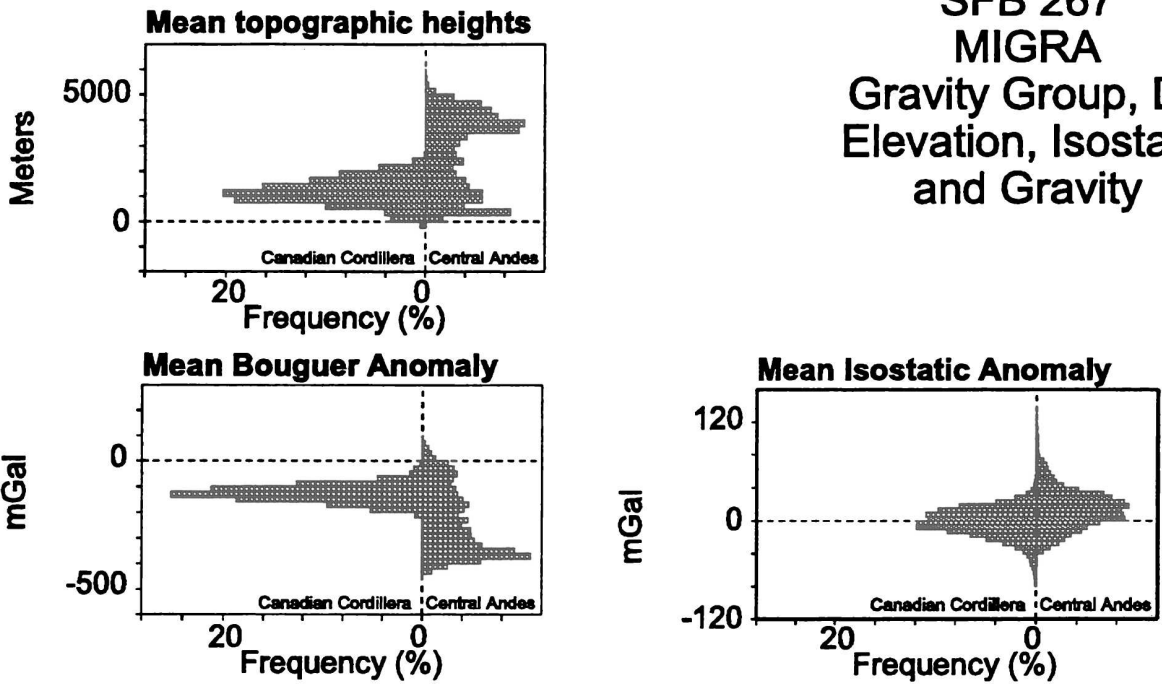 Mean topographic heights
5000
0
Meters
Canadian Cordillera
Central Andes
20
0
Frequency (%)
SFB 267
MIGRA
Gravity Group,
Elevation,
and Gravity
Mean Bouguer Anomaly
0
-500
mGal
Canadian Cordillera
Central Andes
20
0
Frequency (%)
Mean Isostatic Anomaly
120
0
-120
mGal
Canadian Cordillera
Central Andes
20
0
Frequency (%)